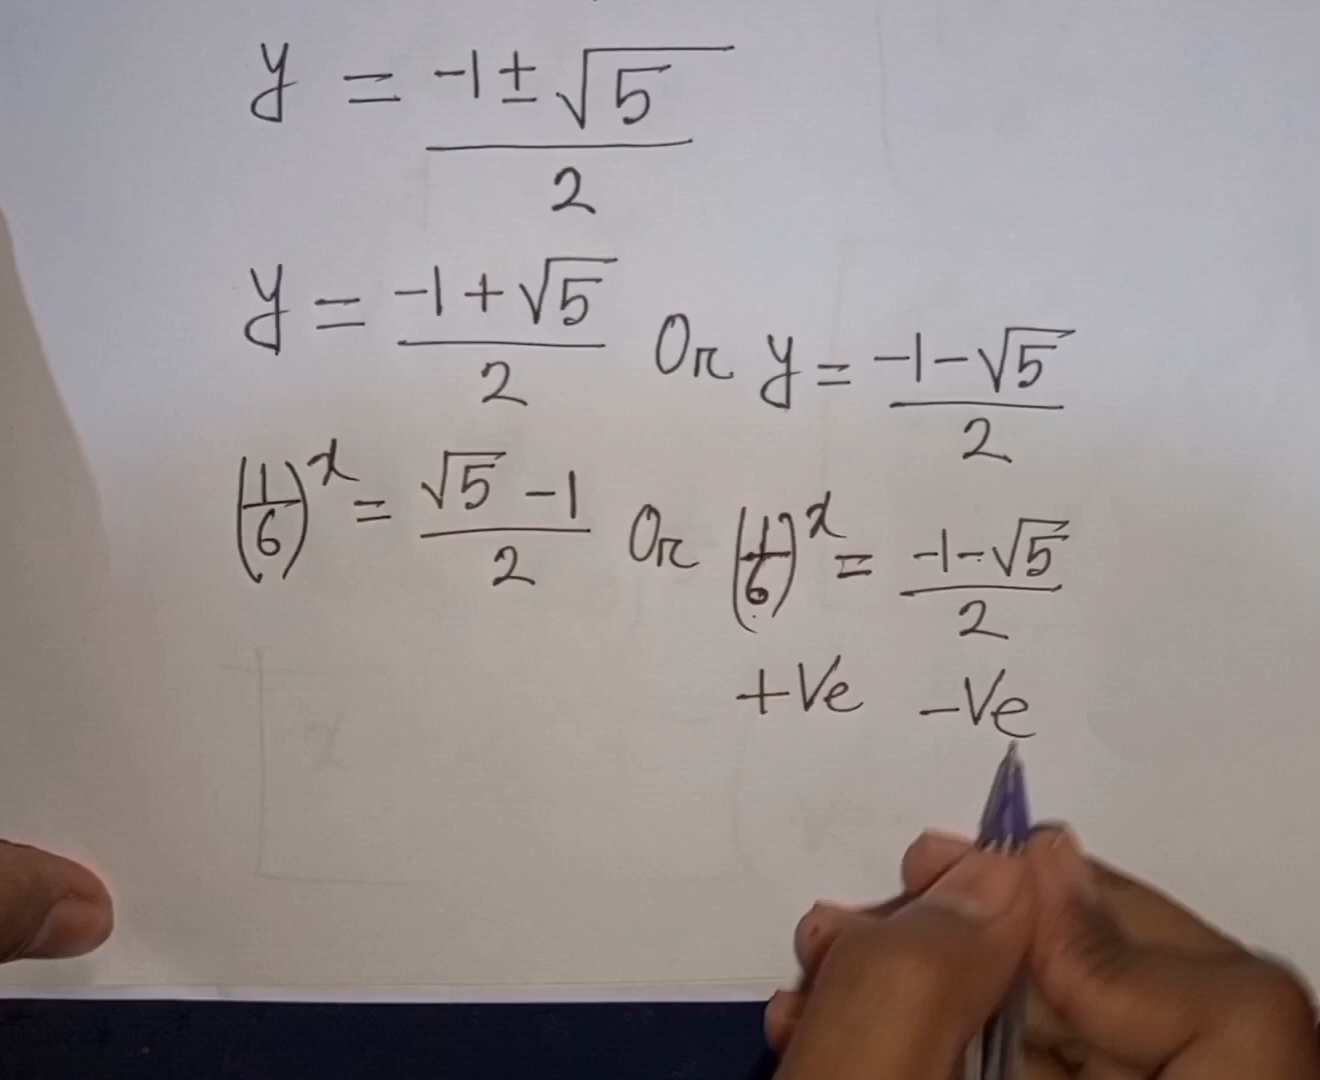 y = (-1 ± √5)/2
y = (-1 + √5)/2 Or y = (-1 - √5)/2
(1/6)^x = (√5 - 1)/2 Or (1/6)^x = (-1 - √5)/2
+Ve -Ve